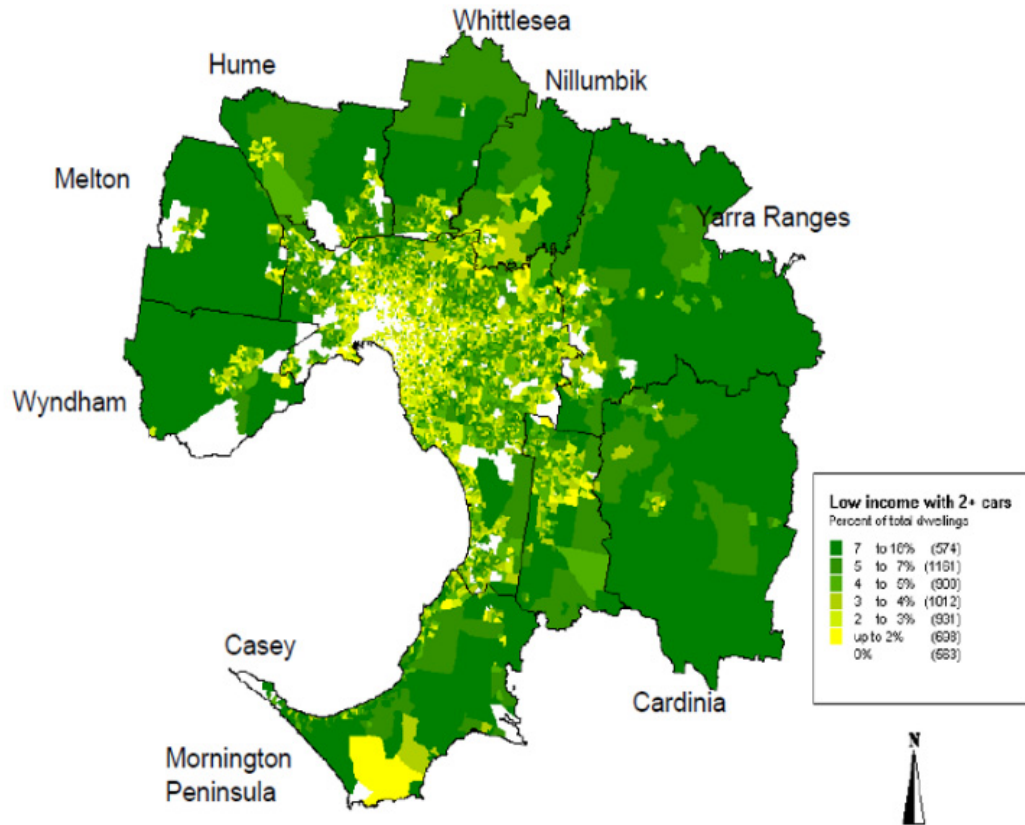 Whittlesea
Hume
Nillumbik
Melton
Yarra Ranges
Wyndham
Low income with 2+ cars
Percent of total dwellings
7 to 18% (574)
5 to 7% (1161)
4 to 5% (900)
3 to 4% (1012)
2 to 3% (931)
up to 2% (698)
0% (563)
Casey
Cardinia
Mornington
Peninsula
N